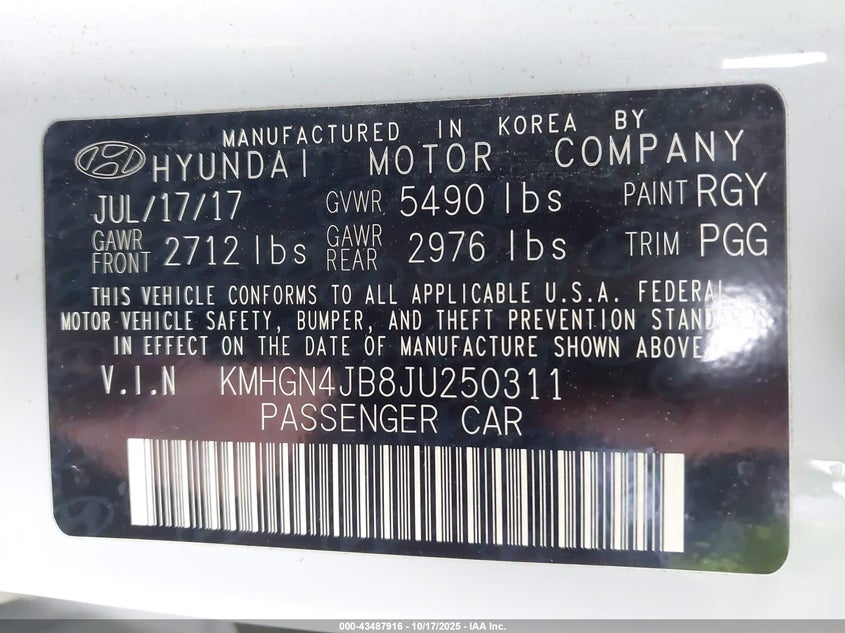 MANUFACTURED IN KOREA BY
HYUNDAI MOTOR COMPANY
JUL/17/17 GVWR 5490 lbs PAINT RGY
GAWR FRONT 2712 lbs GAWR REAR 2976 lbs TRIM PGG
THIS VEHICLE CONFORMS TO ALL APPLICABLE U.S.A. FEDERAL
MOTOR VEHICLE SAFETY, BUMPER, AND THEFT PREVENTION STANDARDS
IN EFFECT ON THE DATE OF MANUFACTURE SHOWN ABOVE.
V.I.N KMHGN4JB8JU250311
PASSENGER CAR
000-43487916 - 10/17/2025 - IAA Inc.